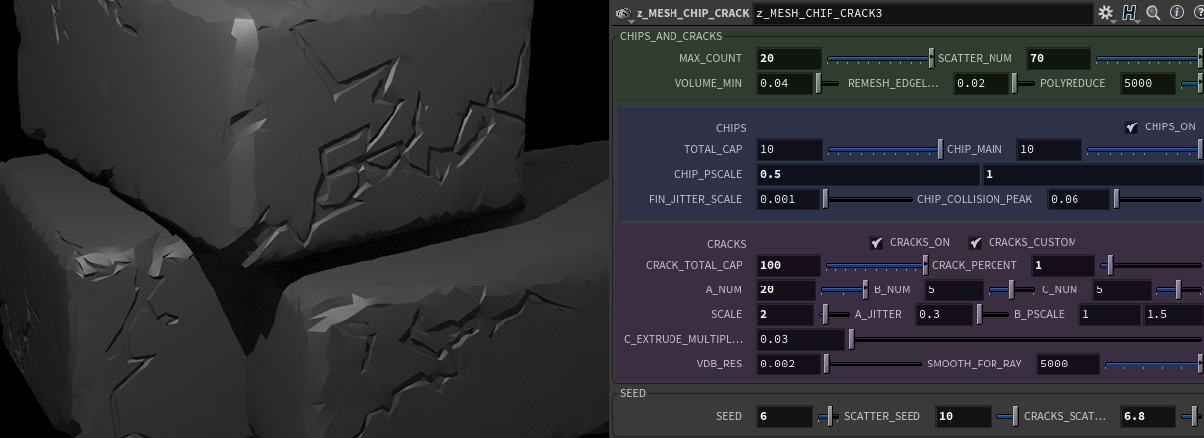 z_MESH_CHIP_CRACK z_MESH_CHIF_CRACK3
CHIPS_AND_CRACKS
MAX_COUNT 20 SCATTER_NUM 70
VOLUME_MIN 0.04 REMESH_EDGEL... 0.02 POLYREDUCE 5000
CHIPS CHIPS_ON
TOTAL_CAP 10 CHIP_MAIN 10
CHIP_PSCALE 0.5 1
FIN_JITTER_SCALE 0.001 CHIP_COLLISION_PEAK 0.06
CRACKS CRACKS_ON CRACKS_CUSTOM
CRACK_TOTAL_CAP 100 CRACK_PERCENT 1
A_NUM 20 B_NUM 5 C_NUM 5
SCALE 2 A_JITTER 0.3 B_PSCALE 1 1.5
C_EXTRUDE_MULTIPL... 0.03
VDB_RES 0.002 SMOOTH_FOR_RAY 5000
SEED
SEED 6 SCATTER_SEED 10 CRACKS_SCAT... 6.8